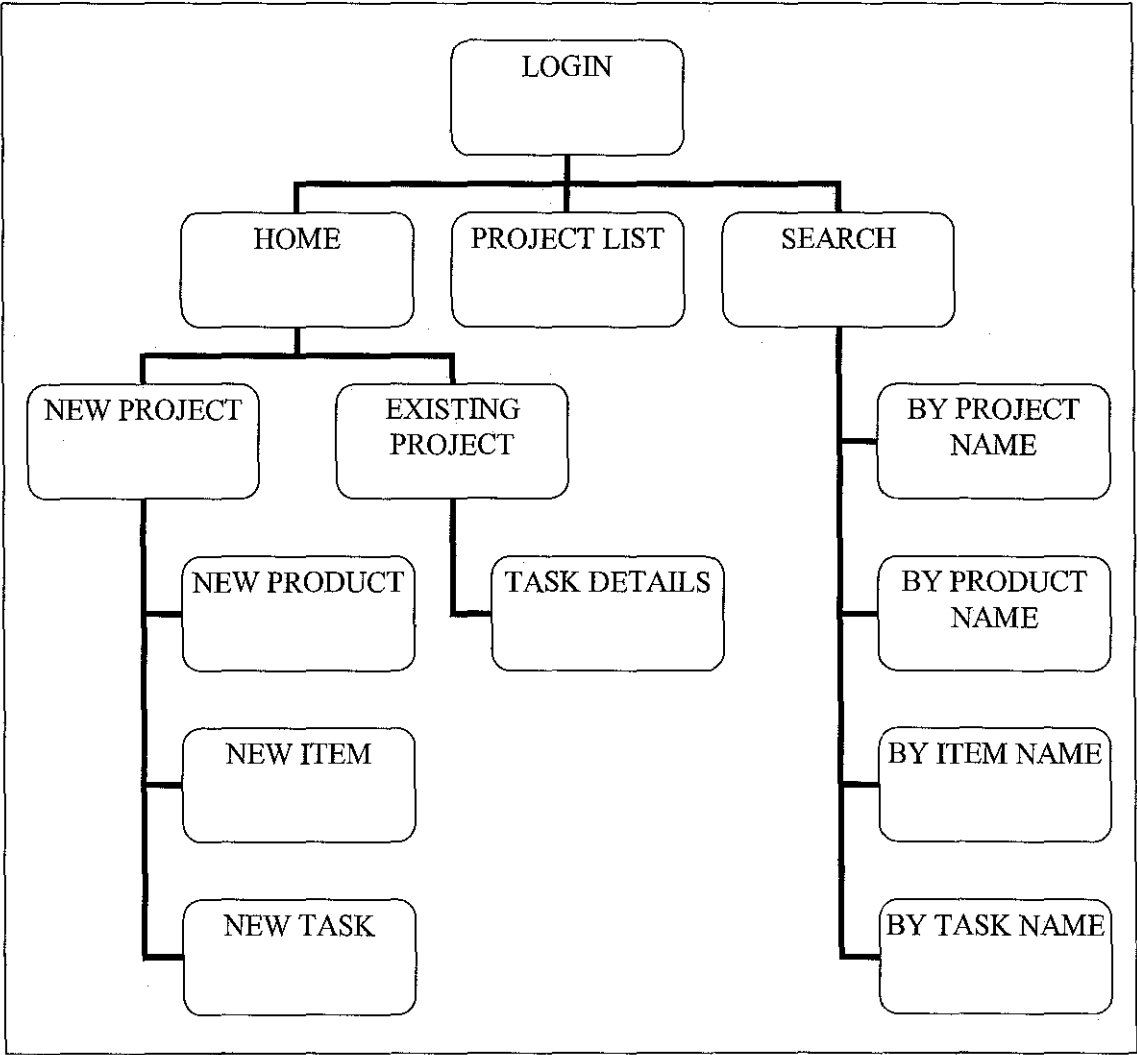 LOGIN
HOME
PROJECT LIST
SEARCH
NEW PROJECT
EXISTING
PROJECT
BY PROJECT
NAME
NEW PRODUCT
TASK DETAILS
BY PRODUCT
NAME
NEW ITEM
BY ITEM NAME
NEW TASK
BY TASK NAME